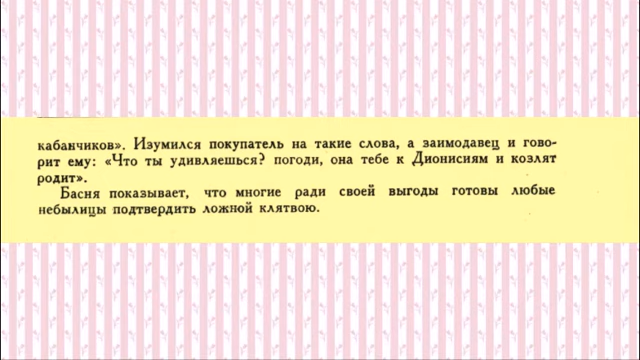 кабанчиков». Изумился покупатель на такие слова, а заимодавец и гово-
рит ему: «Что ты удивляешься? погоди, она тебе к Дионисиям и козлят
родит».
Басня показывает, что многие ради своей выгоды готовы любые
небылицы подтвердить ложной клятвою.